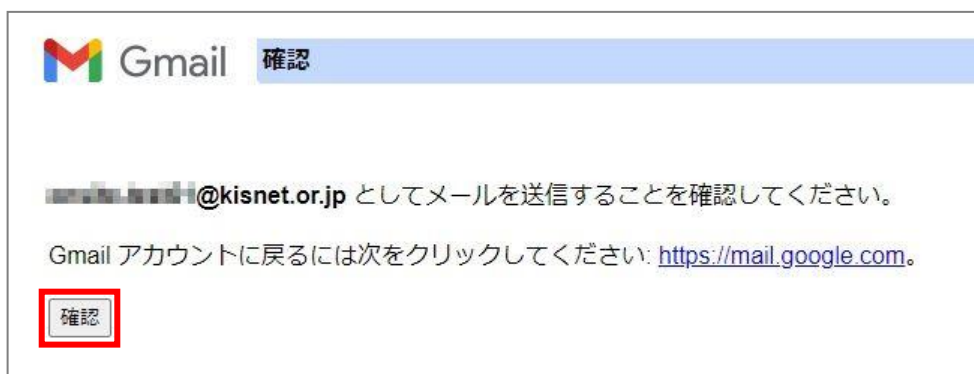 Gmail 確認
@kisnet.or.jp としてメールを送信することを確認してください。
Gmail アカウントに戻るには次をクリックしてください: https://mail.google.com。
確認